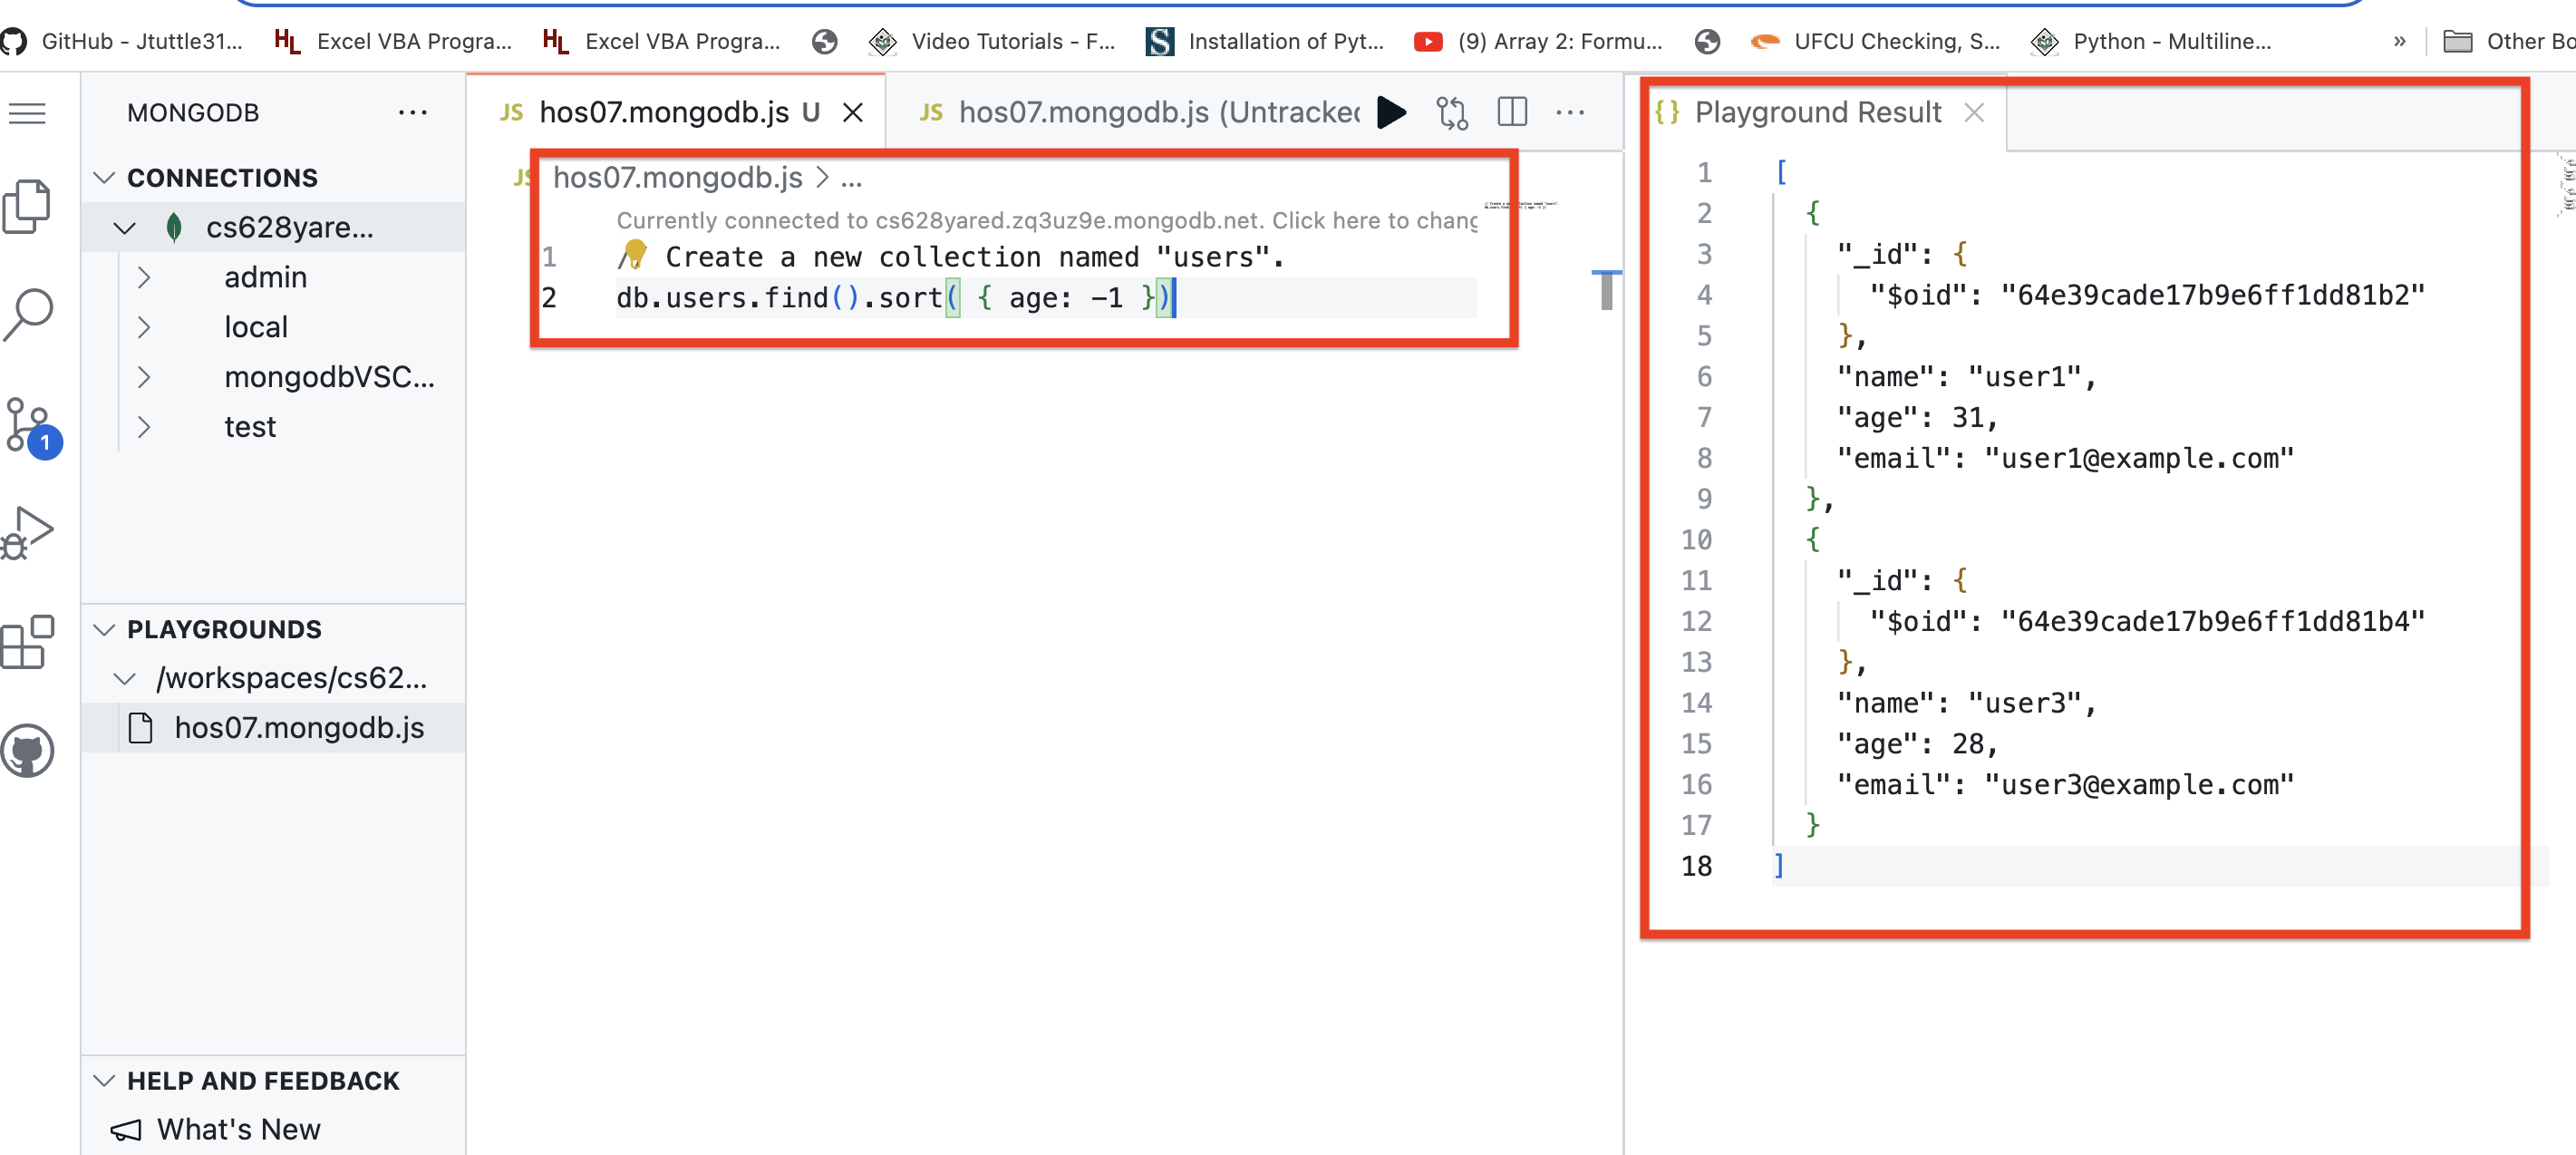 GitHub - Jtuttle31...
HL Excel VBA Progra...
HL Excel VBA Progra...
Video Tutorials - F...
S Installation of Pyt...
(9) Array 2: Formu...
UFCU Checking, S...
Python - Multiline...
»
Other Bo
MONGODB ...
CONNECTIONS
cs628yare...
admin
local
mongodbVSC...
test
1
PLAYGROUNDS
/workspaces/cs62...
hos07.mongodb.js
HELP AND FEEDBACK
What's New
JS hos07.mongodb.js U
JS hos07.mongodb.js (Untracked
...
JS hos07.mongodb.js > ...
Currently connected to cs628yared.zq3uz9e.mongodb.net. Click here to chang
1 // Create a new collection named "users".
2 db.users.find().sort( { age: -1 })
{} Playground Result
1 [
2 {
3 "_id": {
4 "$oid": "64e39cade17b9e6ff1dd81b2"
5 },
6 "name": "user1",
7 "age": 31,
8 "email": "user1@example.com"
9 },
10 {
11 "_id": {
12 "$oid": "64e39cade17b9e6ff1dd81b4"
13 },
14 "name": "user3",
15 "age": 28,
16 "email": "user3@example.com"
17 }
18 ]